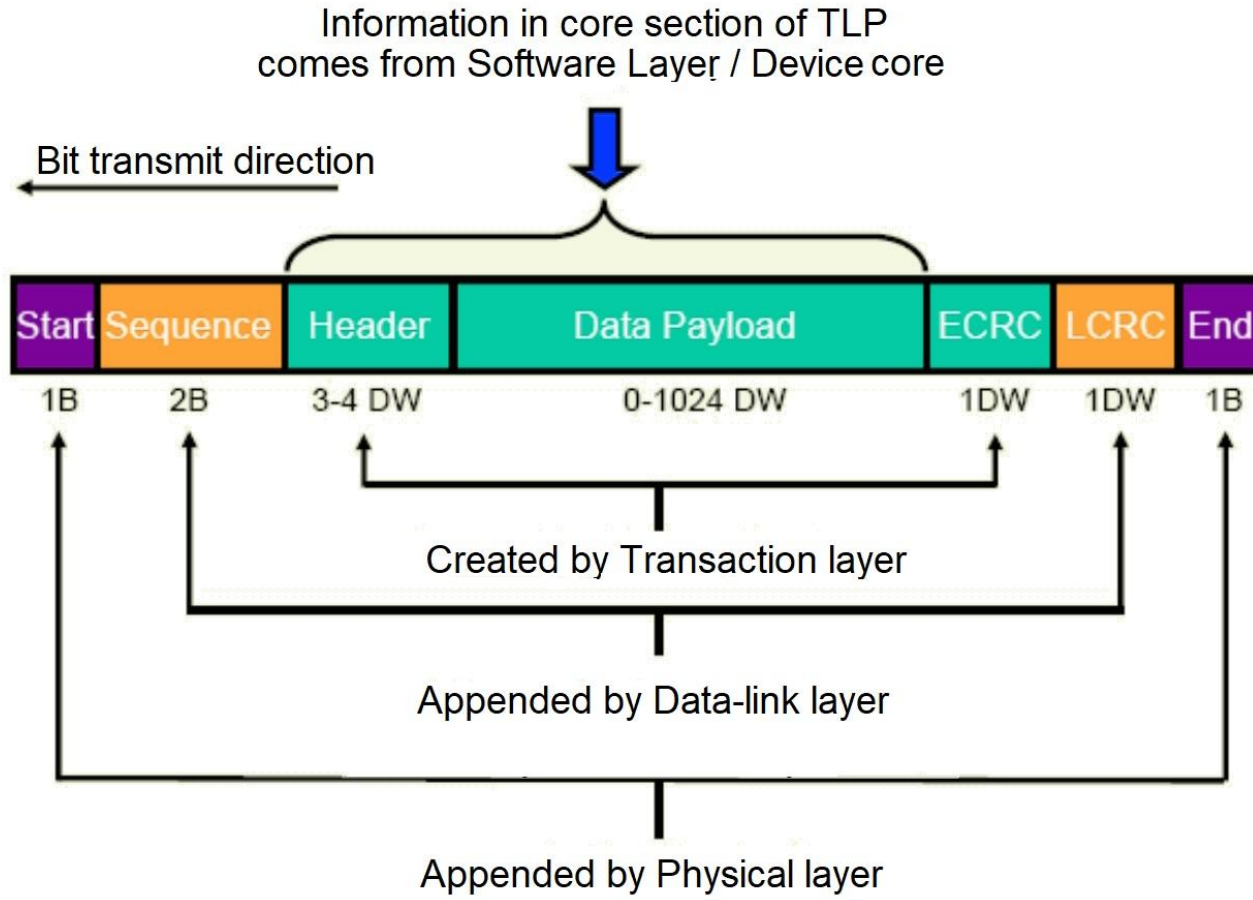 Information in core section of TLP
comes from Software Layer / Device core
Bit transmit direction
Start Sequence Header Data Payload ECRC LCRC End
1B 2B 3-4 DW 0-1024 DW 1DW 1DW 1B
Created by Transaction layer
Appended by Data-link layer
Appended by Physical layer